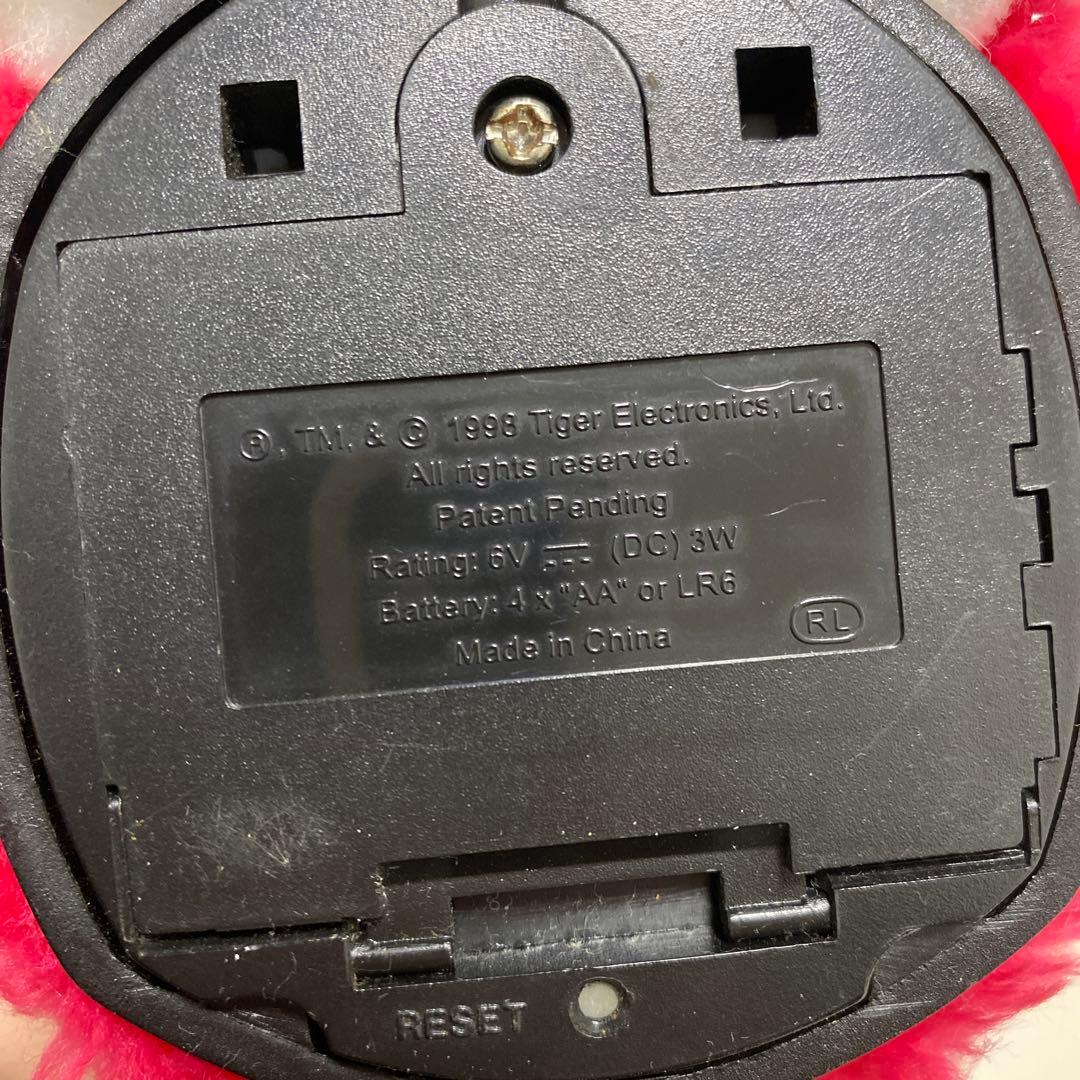 ®, TM, & © 1998 Tiger Electronics, Ltd.
All rights reserved.
Patent Pending
Rating: 6V ⎓ (DC) 3W
Battery: 4 x "AA" or LR6
Made in China
RL
RESET